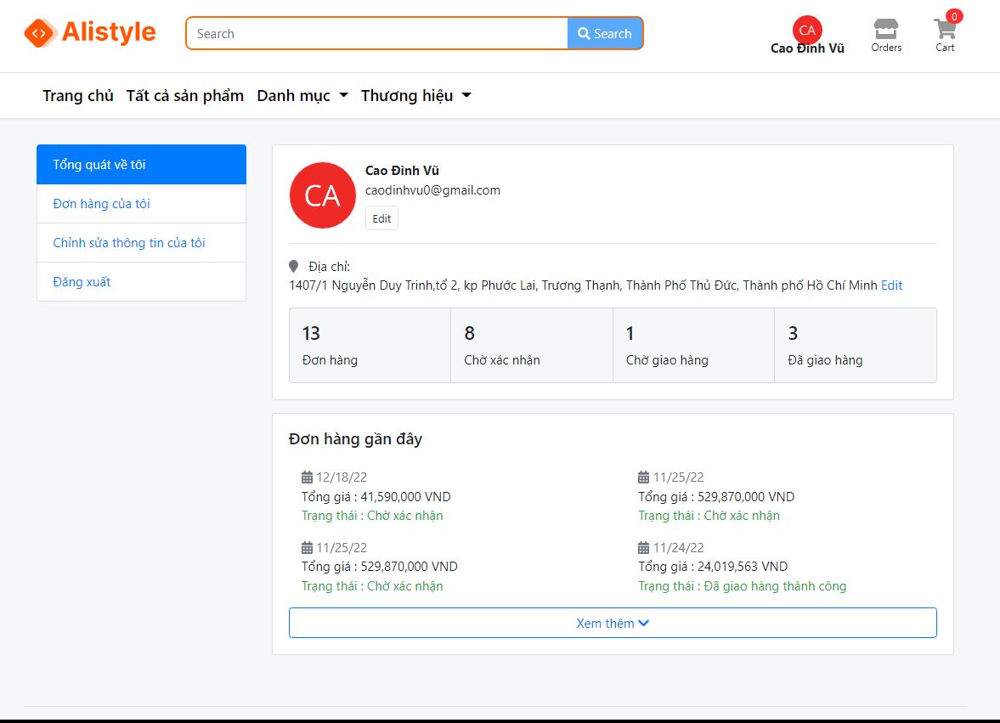 Alistyle
Search
Search
CA
Cao Đình Vũ
Orders
0
Cart
Trang chủ Tất cả sản phẩm Danh mục Thương hiệu
Tổng quát về tôi
Đơn hàng của tôi
Chỉnh sửa thông tin của tôi
Đăng xuất
CA
Cao Đình Vũ
caodinhvu0@gmail.com
Edit
Địa chỉ:
1407/1 Nguyễn Duy Trinh,tổ 2, kp Phước Lai, Trương Thạnh, Thành Phố Thủ Đức, Thành phố Hồ Chí Minh Edit
13
Đơn hàng
8
Chờ xác nhận
1
Chờ giao hàng
3
Đã giao hàng
Đơn hàng gần đây
12/18/22
Tổng giá : 41,590,000 VND
Trạng thái : Chờ xác nhận
11/25/22
Tổng giá : 529,870,000 VND
Trạng thái : Chờ xác nhận
11/25/22
Tổng giá : 529,870,000 VND
Trạng thái : Chờ xác nhận
11/24/22
Tổng giá : 24,019,563 VND
Trạng thái : Đã giao hàng thành công
Xem thêm